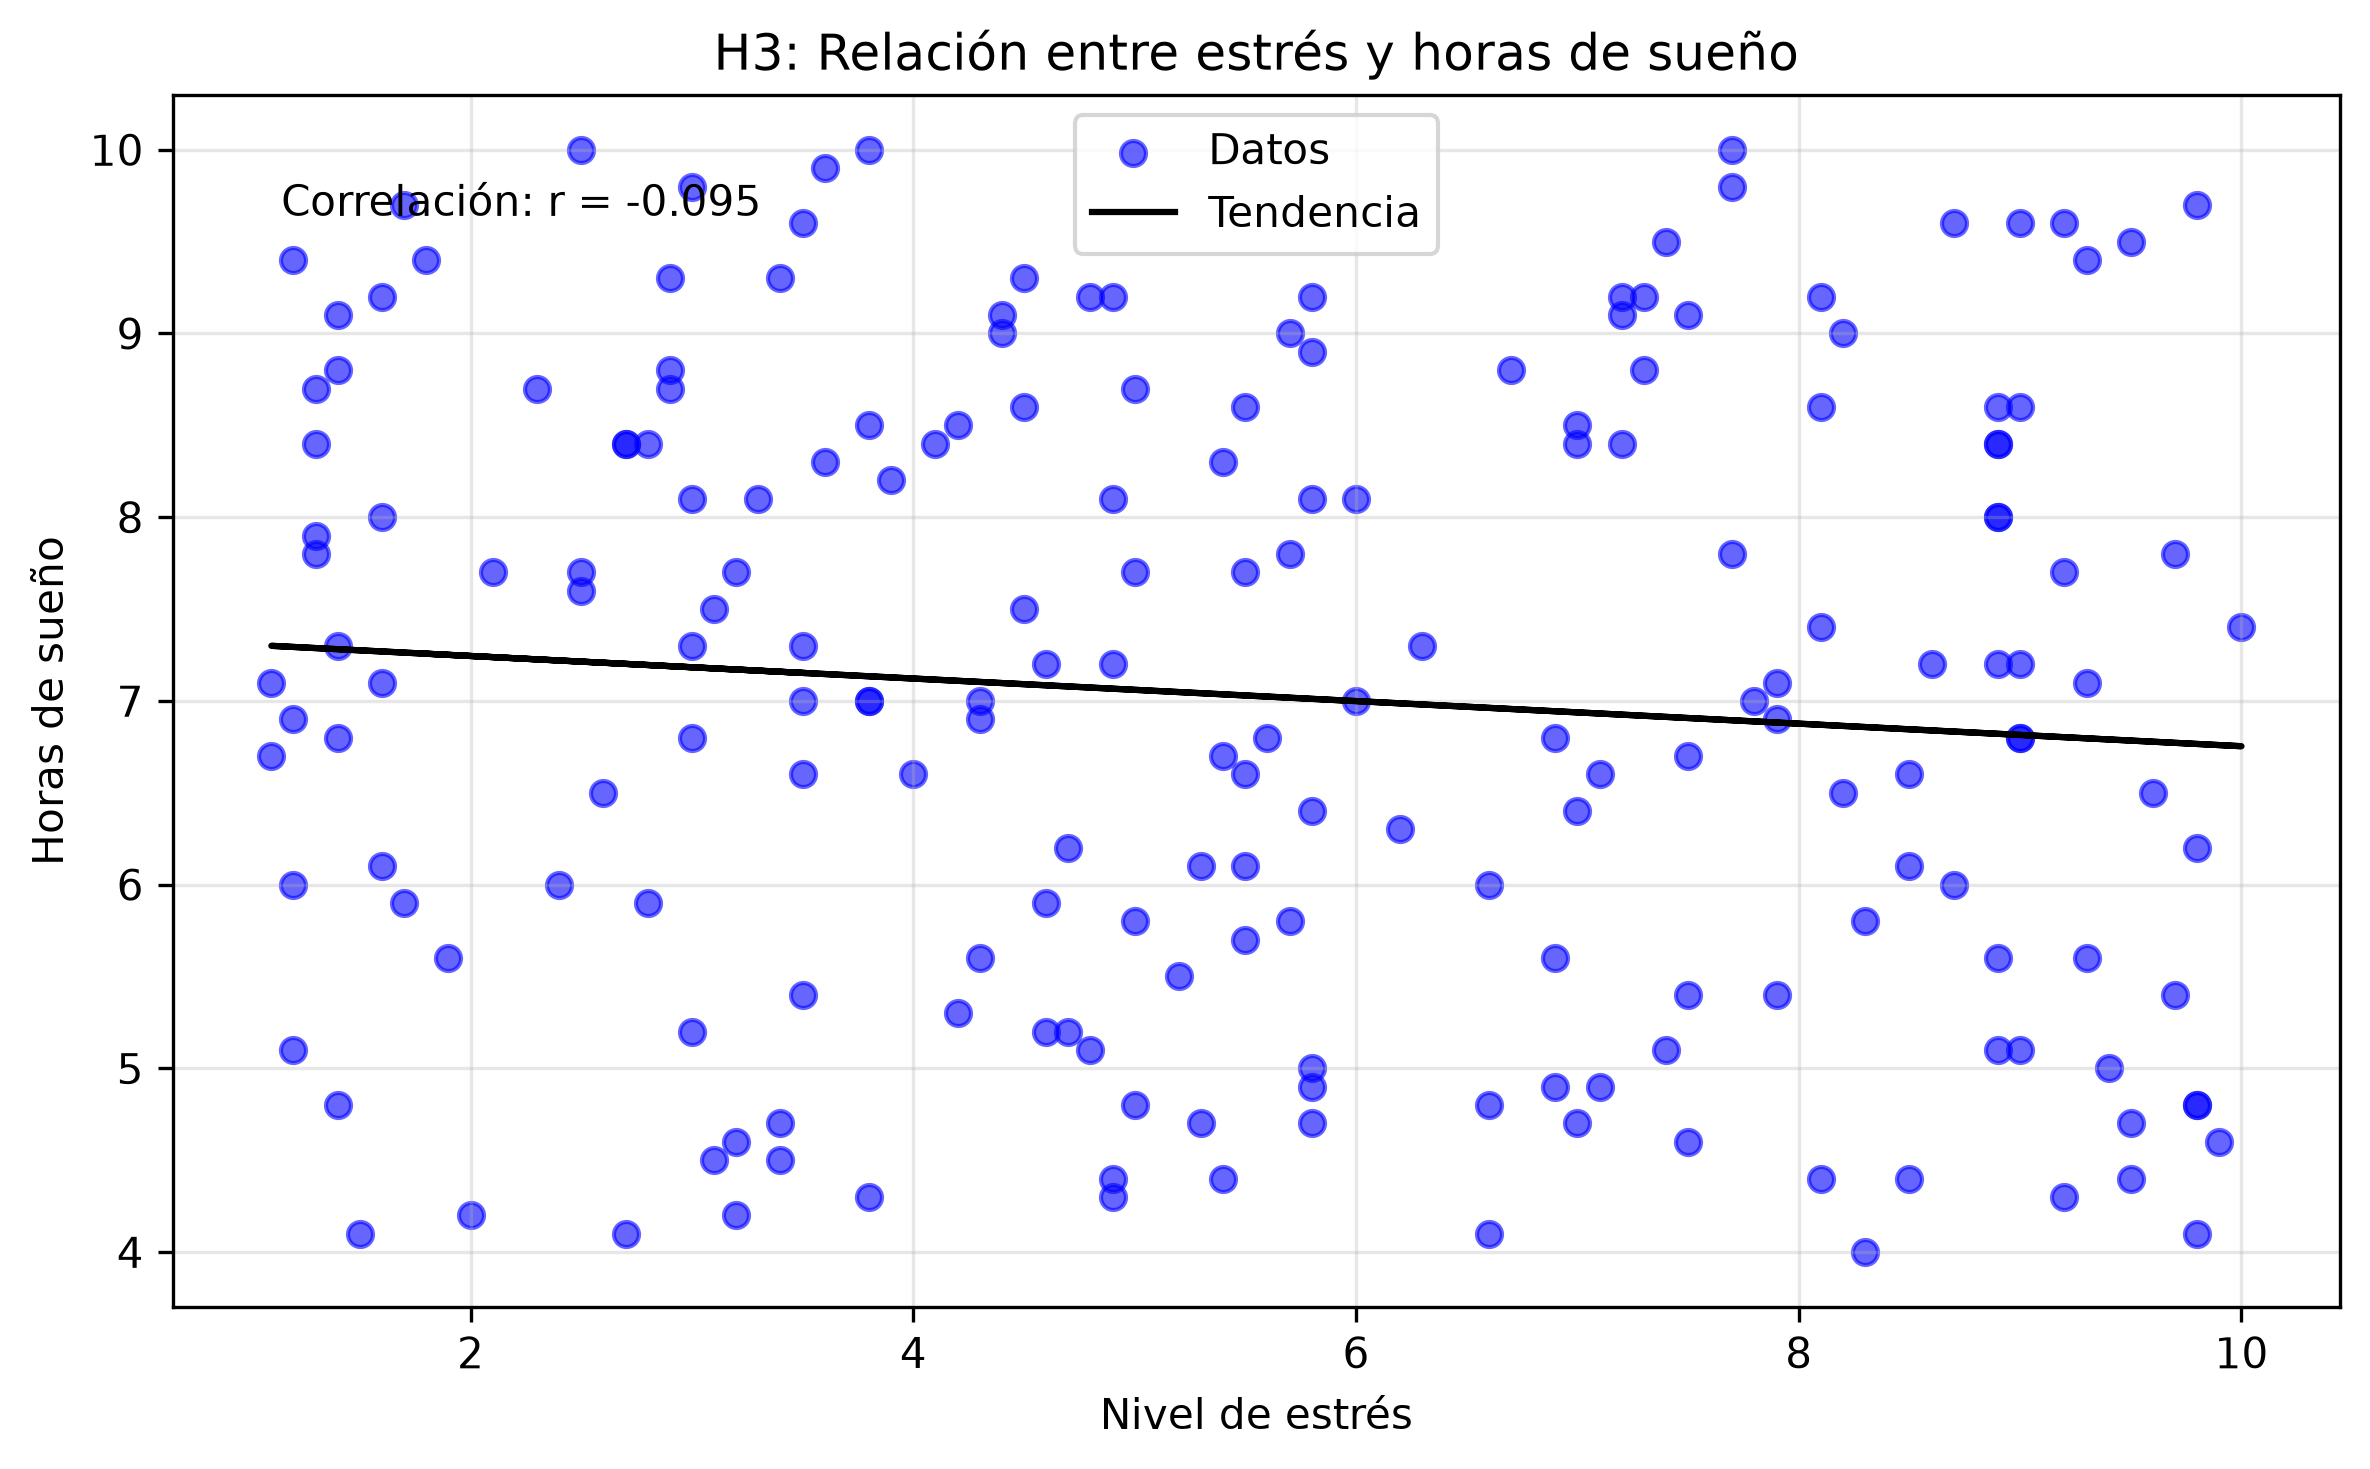 H3: Relación entre estrés y horas de sueño
Correlación: r = -0.095
Datos
Tendencia
Horas de sueño
10
9
8
7
6
5
4
2
4
6
8
10
Nivel de estrés